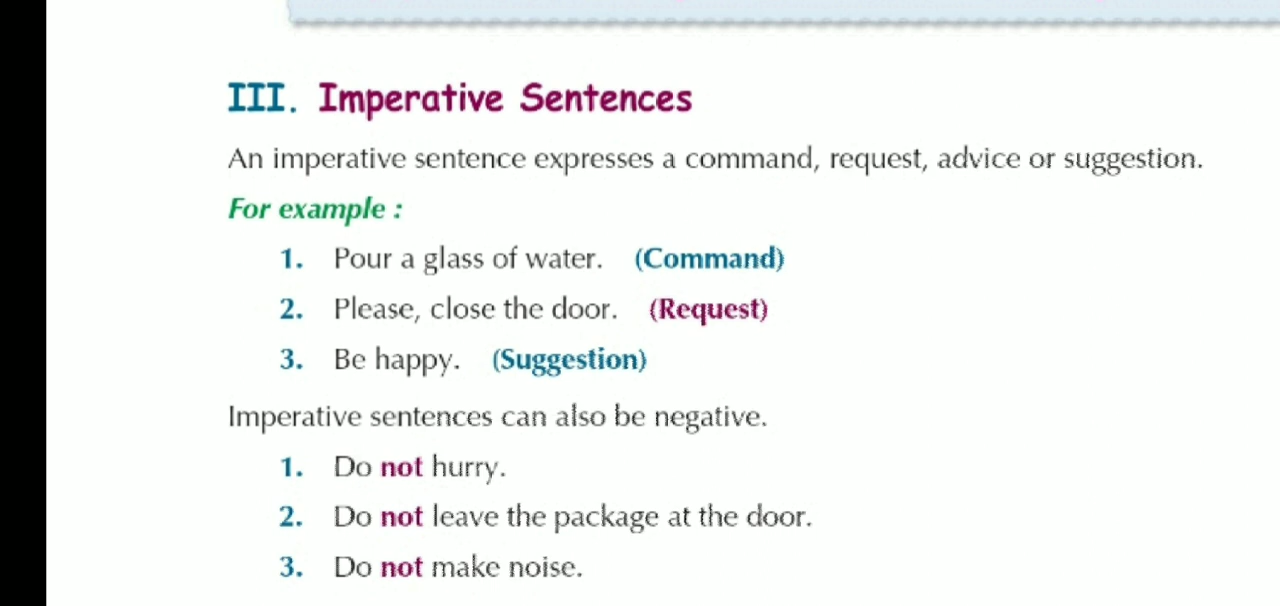 III. Imperative Sentences
An imperative sentence expresses a command, request, advice or suggestion.
For example :
1. Pour a glass of water. (Command)
2. Please, close the door. (Request)
3. Be happy. (Suggestion)
Imperative sentences can also be negative.
1. Do not hurry.
2. Do not leave the package at the door.
3. Do not make noise.